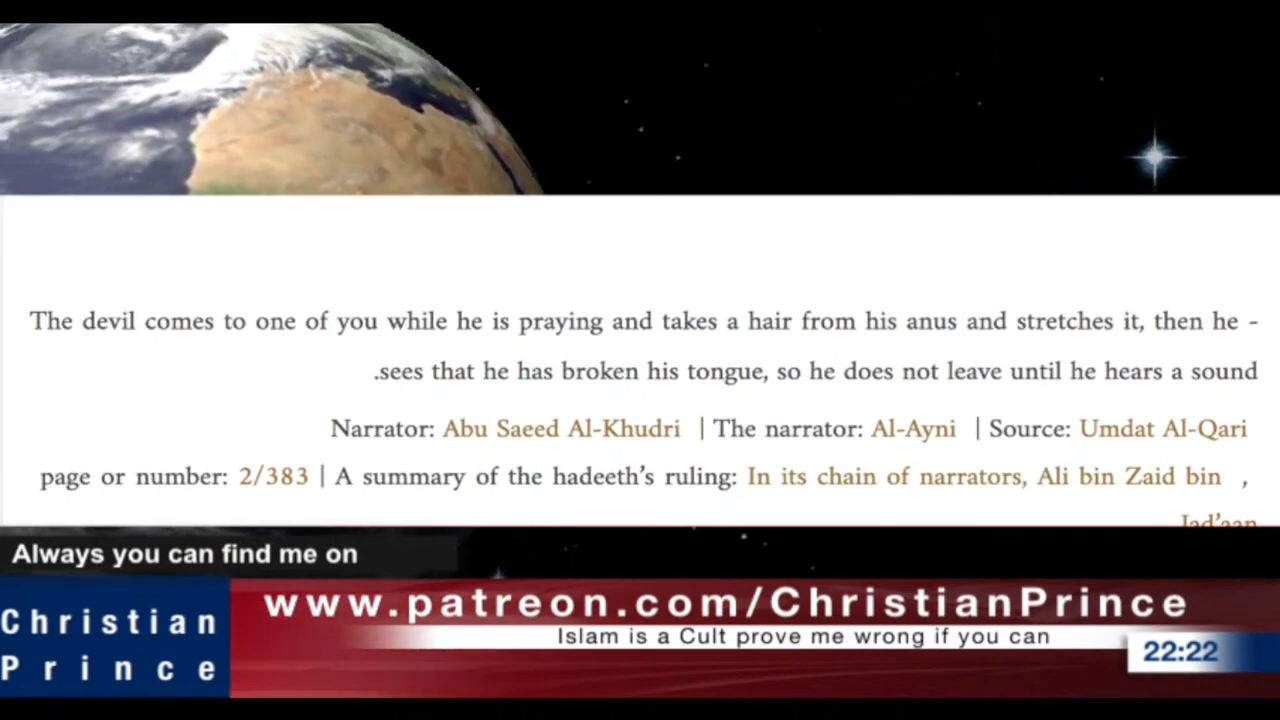 The devil comes to one of you while he is praying and takes a hair from his anus and stretches it, then he -
.sees that he has broken his tongue, so he does not leave until he hears a sound
Narrator: Abu Saeed Al-Khudri | The narrator: Al-Ayni | Source: Umdat Al-Qari
page or number: 2/383 | A summary of the hadeeth's ruling: In its chain of narrators, Ali bin Zaid bin ,
Jad'aan
Always you can find me on
Christian
Prince
www.patreon.com/ChristianPrince
Islam is a Cult prove me wrong if you can
22:22